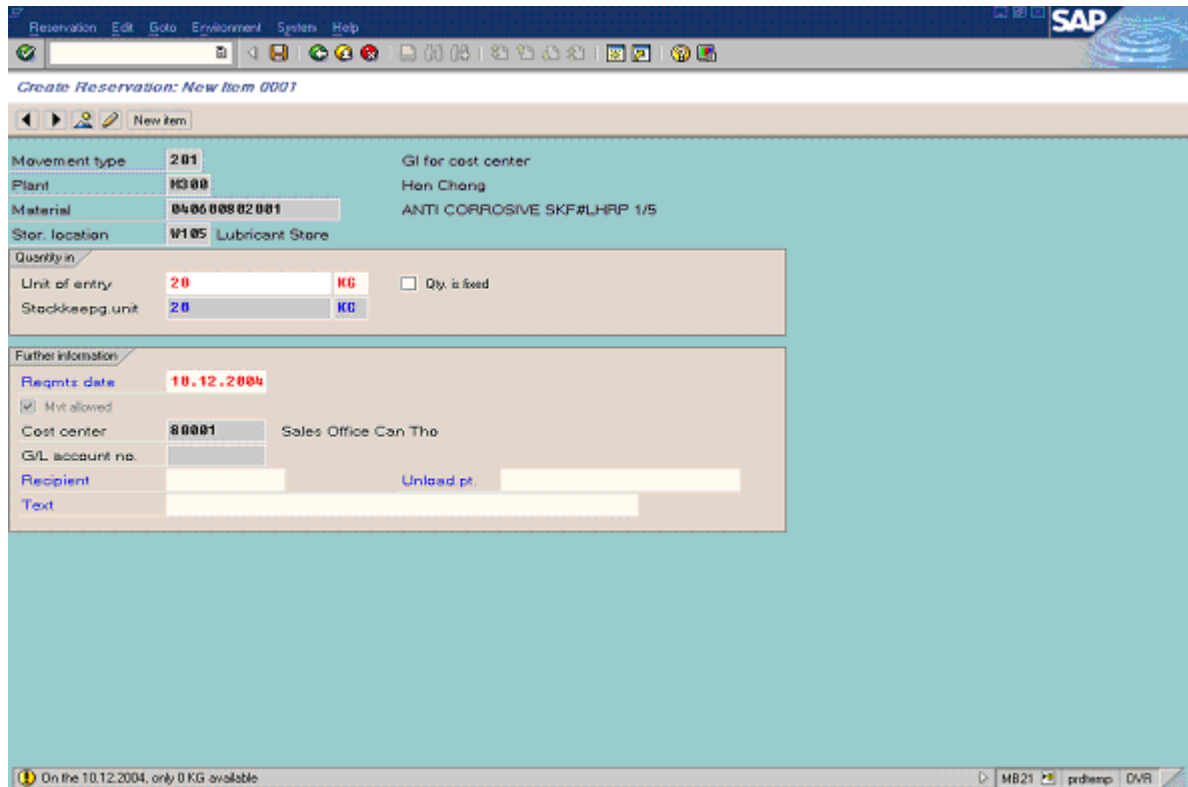 Reservation Edit Goto Environment System Help
SAP
Create Reservation: New Item 0001
New item
Movement type 201 GI for cost center
Plant M300 Hon Chong
Material 040600802001 ANTI CORROSIVE SKF#LHRP 1/5
Stor. location W105 Lubricant Store
Quantity in
Unit of entry 20 KG Qty. is fixed
Stockkeepg.unit 20 KG
Further information
Reqmts date 10.12.2004
Mvt allowed
Cost center 80001 Sales Office Can Tho
G/L account no.
Recipient Unload.pt.
Text
On the 10.12.2004, only 0 KG available MB21 prdtemp OVR